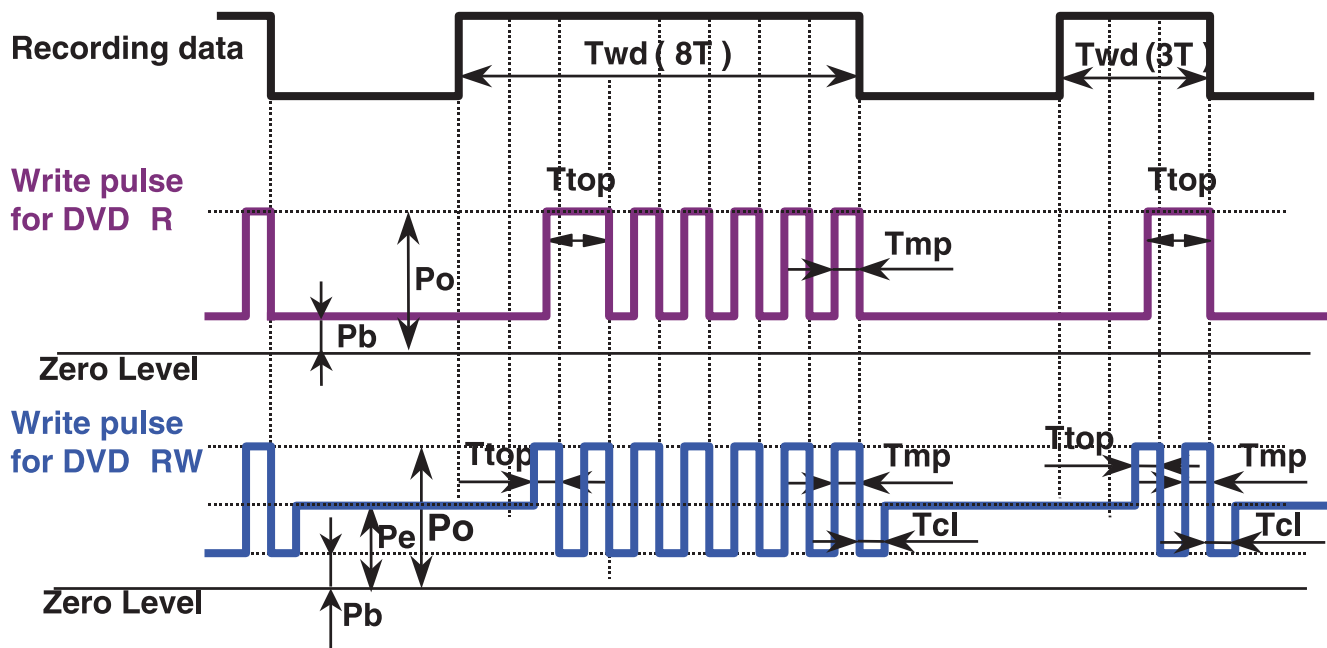 Recording data
Twd ( 8T )
Twd (3T )
Write pulse
for DVD R
Ttop
Ttop
Po
Tmp
Pb
Zero Level
Write pulse
for DVD RW
Ttop
Tmp
Ttop
Tmp
Pe
Po
Tcl
Tcl
Zero Level
Pb